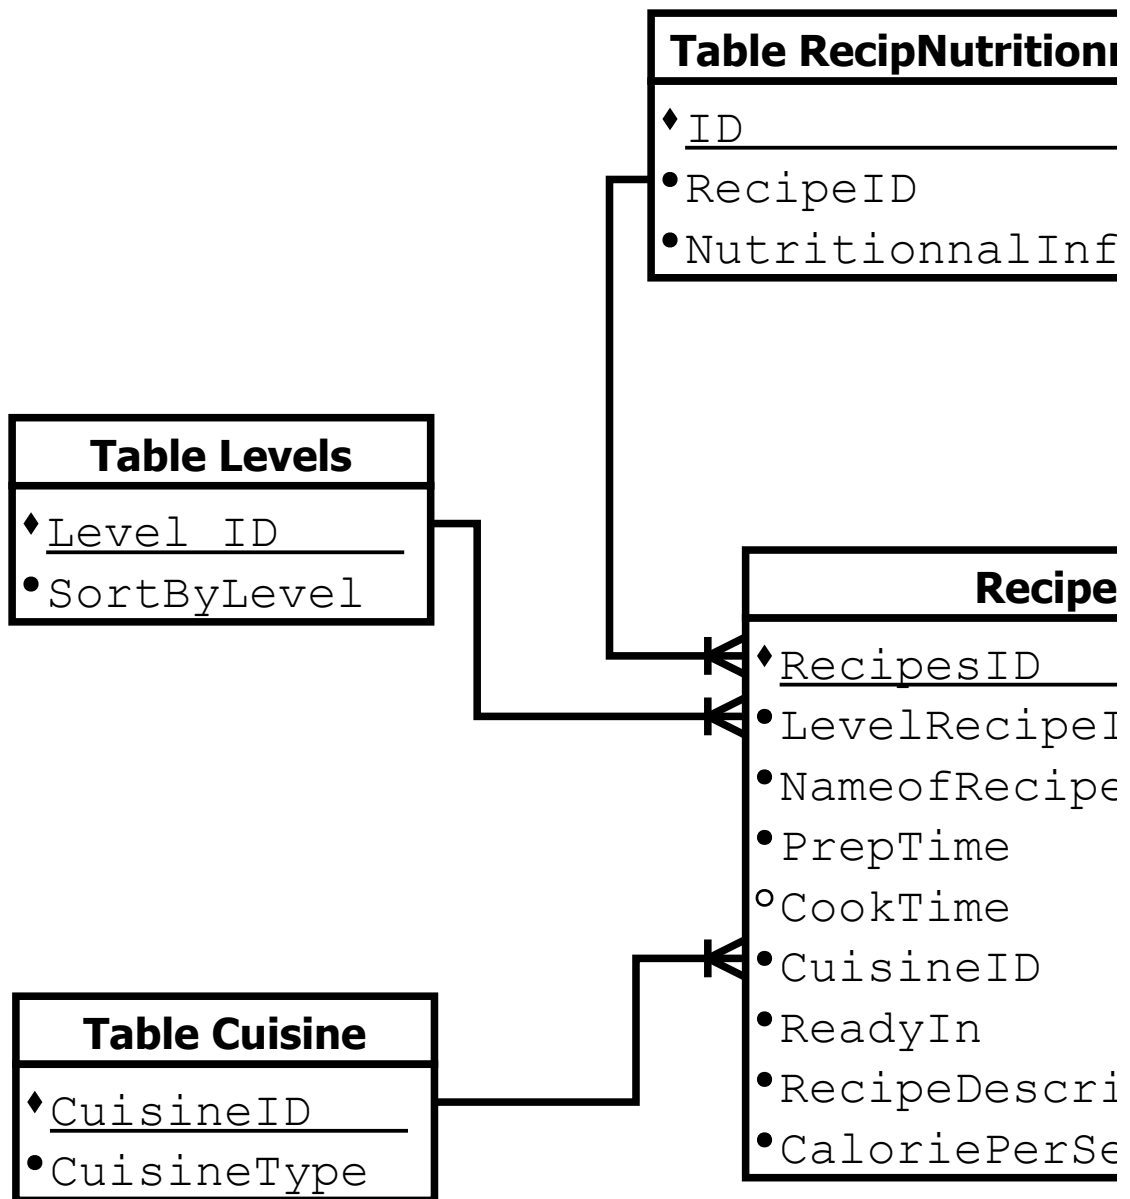 Table RecipNutritionn
ID
RecipeID
NutritionnalInf
Table Levels
Level ID
SortByLevel
Recipe
RecipesID
LevelRecipeI
NameofRecipe
PrepTime
CookTime
CuisineID
ReadyIn
RecipeDescri
CaloriePerSe
Table Cuisine
CuisineID
CuisineType